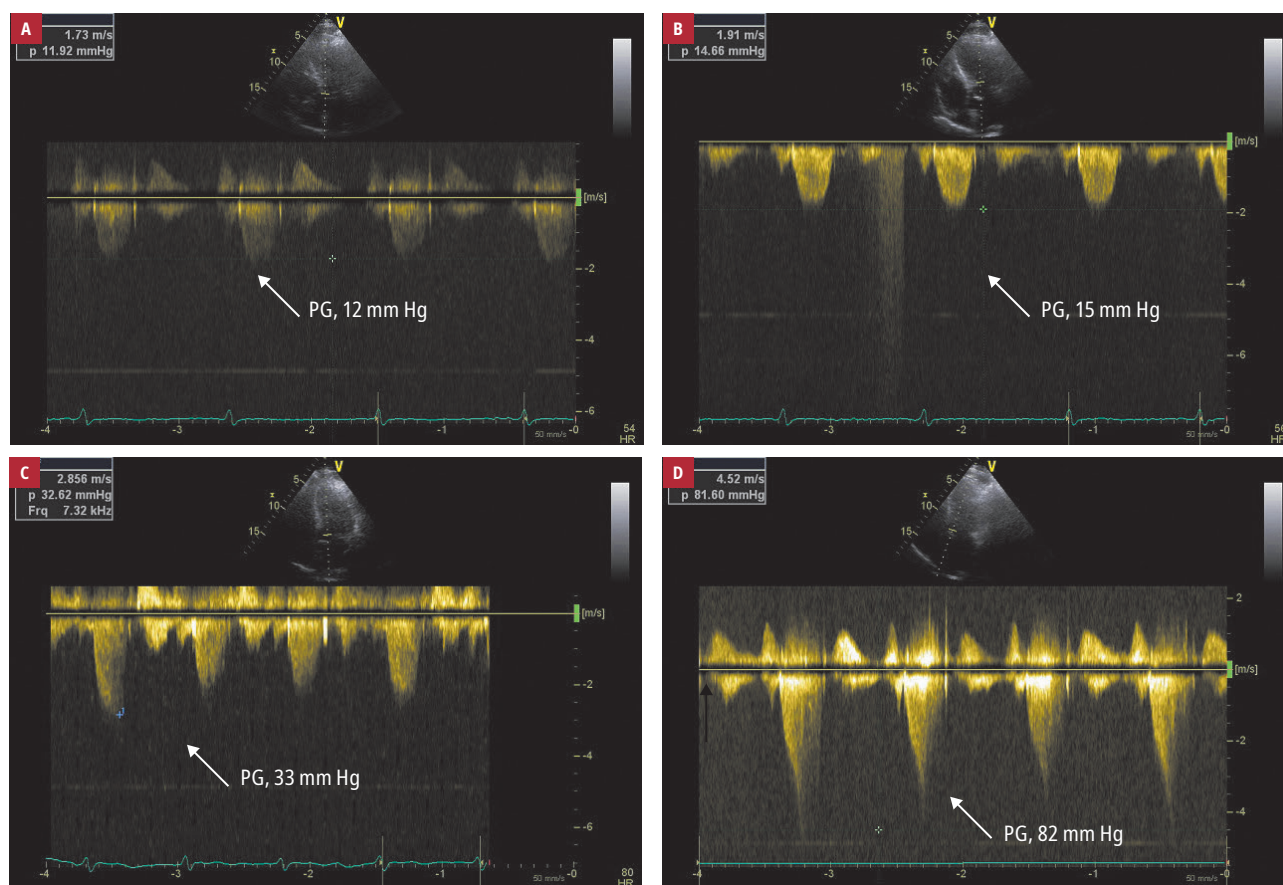 A
1.73 m/s
p 11.92 mmHg
V
5
x
10
15
[m/s]
-2
PG, 12 mm Hg
-4
-6
-4 -3 -2 -1 -0
50 mm/s
54
HR
B
1.91 m/s
p 14.66 mmHg
V
5
x
10
15
[m/s]
-2
PG, 15 mm Hg
-4
-6
-4 -3 -2 -1 -0
50 mm/s
56
HR
C
2.856 m/s
p 32.62 mmHg
Frq 7.32 kHz
V
5
x
10
15
[m/s]
1
-2
PG, 33 mm Hg
-4
-6
-4 -3 -2 -1 -0
50 mm/s
80
HR
D
4.52 m/s
p 81.60 mmHg
V
5
x
10
15
2
[m/s]
-2
-4
PG, 82 mm Hg
-4 -3 -2 -1 -0
50 mm/s
HR